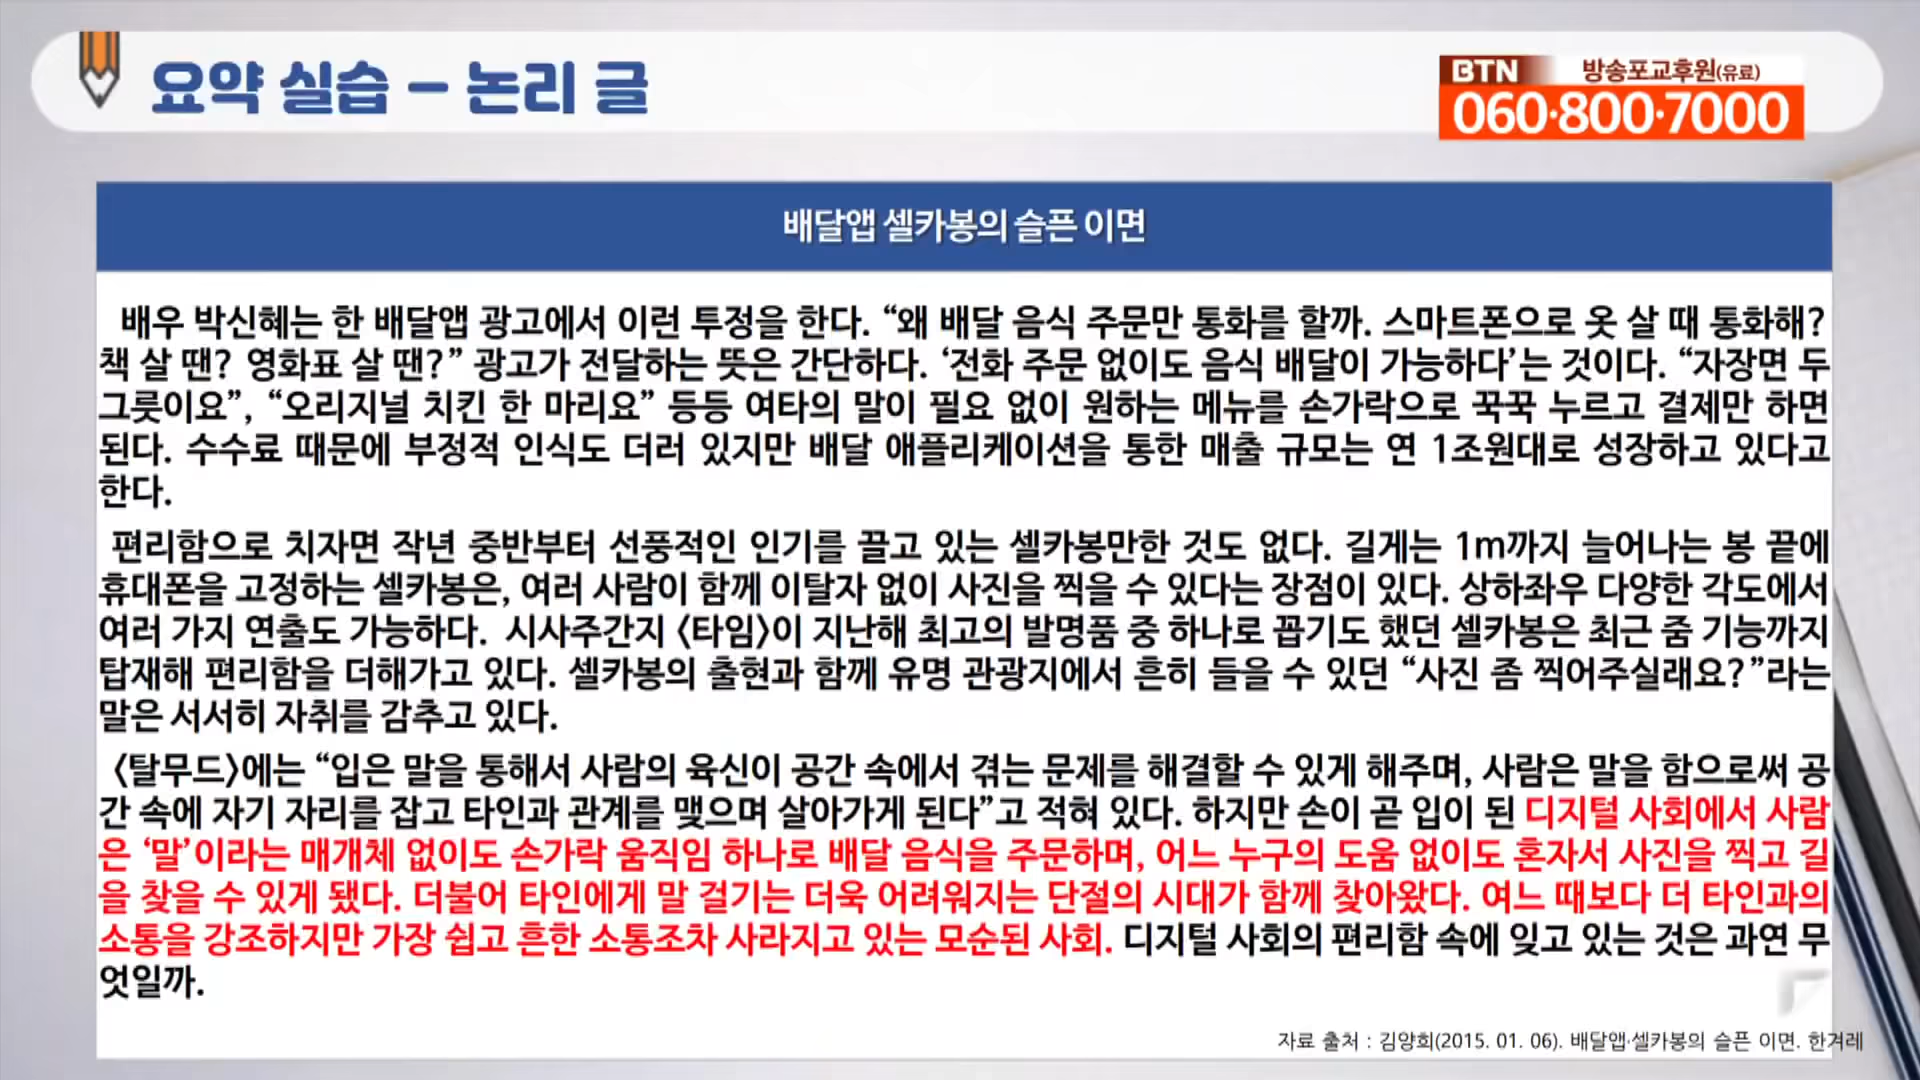 요약 실습 – 논리 글
BTN 방송포교후원(유료)
060·800·7000
배달앱 셀카봉의 슬픈 이면
배우 박신혜는 한 배달앱 광고에서 이런 투정을 한다. “왜 배달 음식 주문만 통화를 할까. 스마트폰으로 옷 살 때 통화해?
책 살 땐? 영화표 살 땐?” 광고가 전달하는 뜻은 간단하다. ‘전화 주문 없이도 음식 배달이 가능하다’는 것이다. “자장면 두
그릇이요”, “오리지널 치킨 한 마리요” 등등 여타의 말이 필요 없이 원하는 메뉴를 손가락으로 꾹꾹 누르고 결제만 하면
된다. 수수료 때문에 부정적 인식도 더러 있지만 배달 애플리케이션을 통한 매출 규모는 연 1조원대로 성장하고 있다고
한다.
편리함으로 치자면 작년 중반부터 선풍적인 인기를 끌고 있는 셀카봉만한 것도 없다. 길게는 1m까지 늘어나는 봉 끝에
휴대폰을 고정하는 셀카봉은, 여러 사람이 함께 이탈자 없이 사진을 찍을 수 있다는 장점이 있다. 상하좌우 다양한 각도에서
여러 가지 연출도 가능하다. 시사주간지 〈타임〉이 지난해 최고의 발명품 중 하나로 꼽기도 했던 셀카봉은 최근 줌 기능까지
탑재해 편리함을 더해가고 있다. 셀카봉의 출현과 함께 유명 관광지에서 흔히 들을 수 있던 “사진 좀 찍어주실래요?”라는
말은 서서히 자취를 감추고 있다.
〈탈무드〉에는 “입은 말을 통해서 사람의 육신이 공간 속에서 겪는 문제를 해결할 수 있게 해주며, 사람은 말을 함으로써 공
간 속에 자기 자리를 잡고 타인과 관계를 맺으며 살아가게 된다”고 적혀 있다. 하지만 손이 곧 입이 된 디지털 사회에서 사람
은 ‘말’이라는 매개체 없이도 손가락 움직임 하나로 배달 음식을 주문하며, 어느 누구의 도움 없이도 혼자서 사진을 찍고 길
을 찾을 수 있게 됐다. 더불어 타인에게 말 걸기는 더욱 어려워지는 단절의 시대가 함께 찾아왔다. 여느 때보다 더 타인과의
소통을 강조하지만 가장 쉽고 흔한 소통조차 사라지고 있는 모순된 사회. 디지털 사회의 편리함 속에 잊고 있는 것은 과연 무
엇일까.
자료 출처 : 김양희(2015. 01. 06). 배달앱·셀카봉의 슬픈 이면. 한겨레